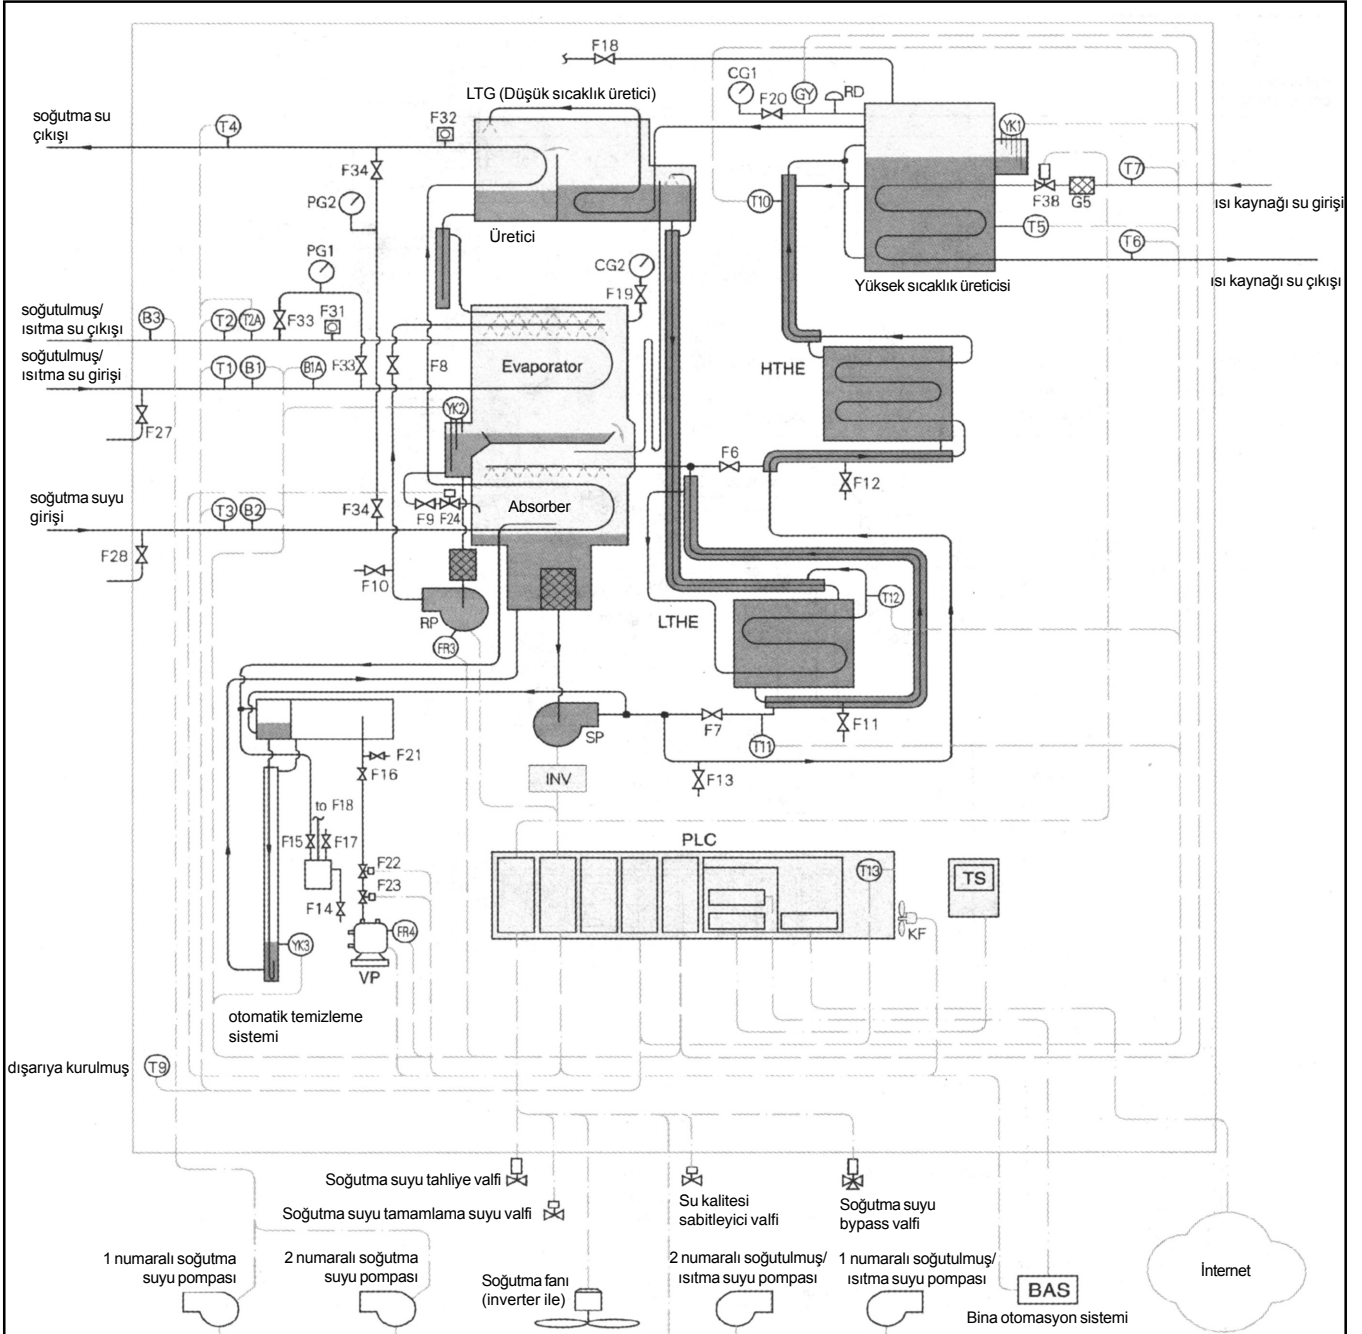 F18
CG1
F20
GY
RD
LTG (Düşük sıcaklık üretici)
soğutma su
çıkışı
T4
F32
YK1
F34
T7
PG2
T10
F38
G5
ısı kaynağı su girişi
T5
Üretici
T6
PG1
CG2
Yüksek sıcaklık üreticisi
ısı kaynağı su çıkışı
F19
soğutulmuş/
ısıtma su çıkışı
B3
T2
T2A
F33
F31
soğutulmuş/
ısıtma su girişi
T1
B1
B1A
F33
F8
Evaporator
HTHE
YK2
F27
F6
F12
soğutma suyu
girişi
T3
B2
F34
F9
F24
Absorber
F28
F10
RP
LTHE
T12
FR3
SP
F7
T11
F11
F21
F16
INV
F13
to F18
F15
F17
PLC
F22
T13
TS
F23
F14
FR4
KF
YK3
VP
otomatik temizleme
sistemi
dışarıya kurulmuş
T9
Soğutma suyu tahliye valfi
Soğutma suyu tamamlama suyu valfi
Su kalitesi
sabitleyici valfi
Soğutma suyu
bypass valfi
1 numaralı soğutma
suyu pompası
2 numaralı soğutma
suyu pompası
Soğutma fanı
(inverter ile)
2 numaralı soğutulmuş/
ısıtma suyu pompası
1 numaralı soğutulmuş/
ısıtma suyu pompası
BAS
Bina otomasyon sistemi
İnternet